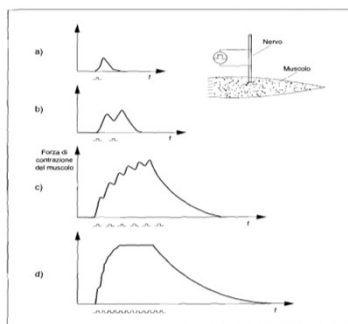 a)
t
Nervo
Muscolo
b)
t
Forza di
contrazione
del muscolo
c)
t
d)
t